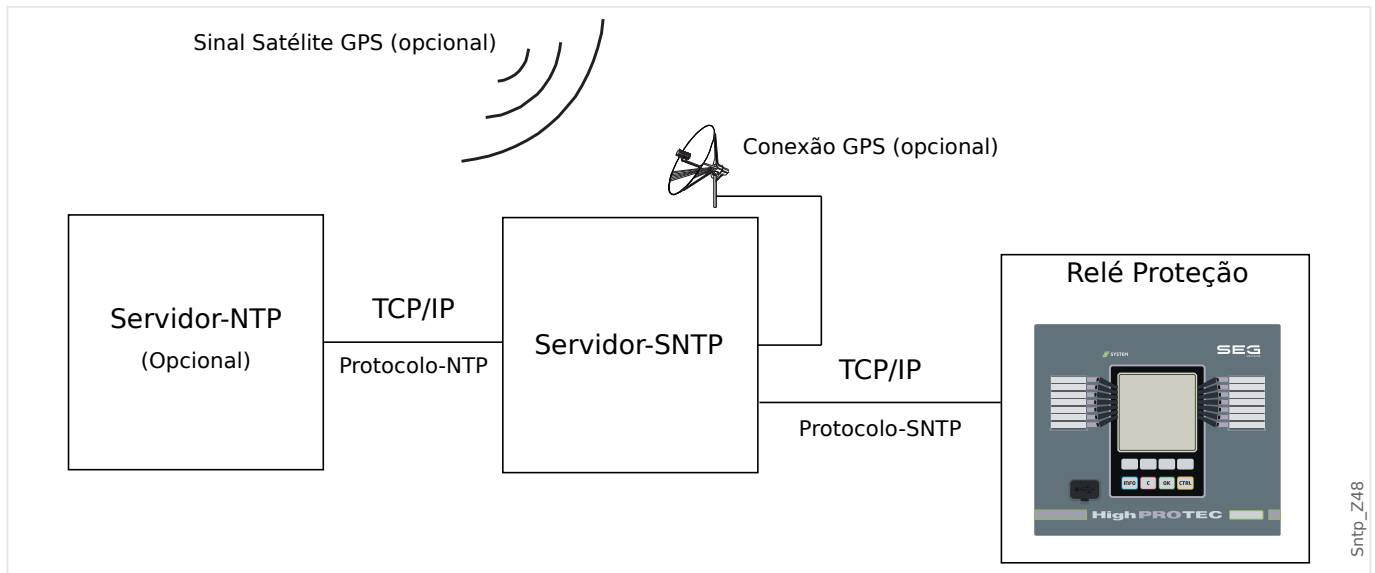 Sinal Satélite GPS (opcional)
Conexão GPS (opcional)
Servidor-NTP
(Opcional)
TCP/IP
Protocolo-NTP
Servidor-SNTP
TCP/IP
Protocolo-SNTP
Relé Proteção
SYSTEM
SEG
INFO
C
OK
CTRL
HighPROTEC
Sntp_Z48